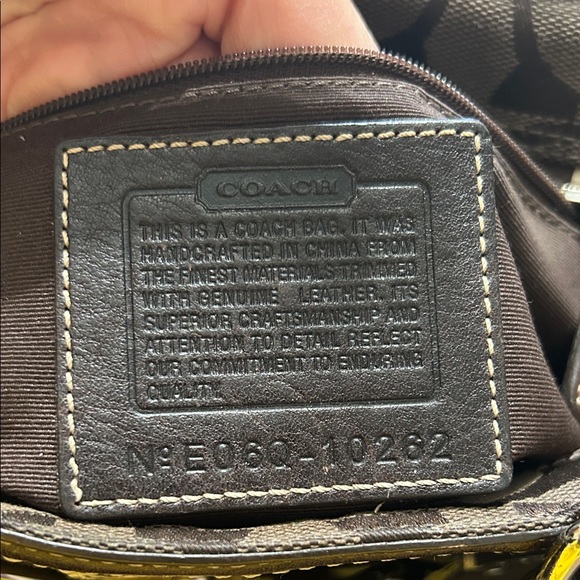 COACH
THIS IS A COACH BAG. IT WAS
HANDCRAFTED IN CHINA FROM
THE FINEST MATERIALS TRIMMED
WITH GENUINE LEATHER. ITS
SUPERIOR CRAFTSMANSHIP AND
ATTENTION TO DETAIL REFLECT
OUR COMMITMENT TO ENDURING
QUALITY.
Nº E06Q-10262